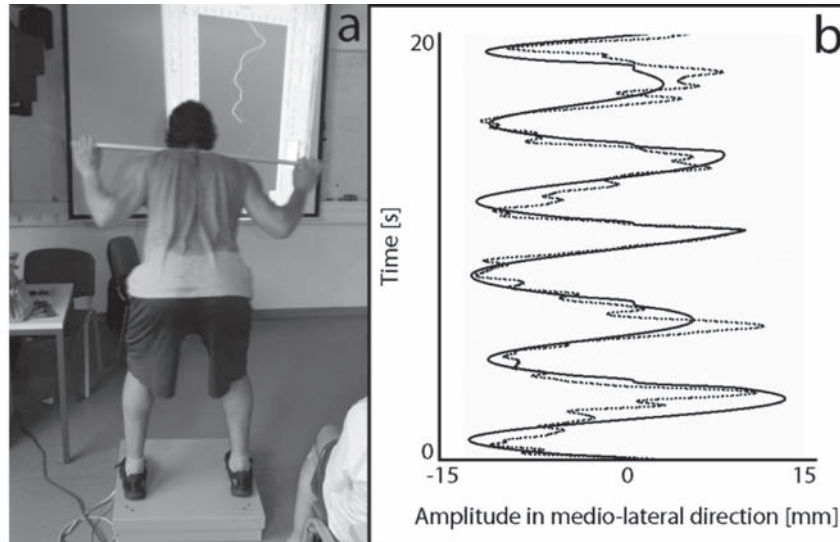 a
b
20
Time [s]
0
-15 0 15
Amplitude in medio-lateral direction [mm]